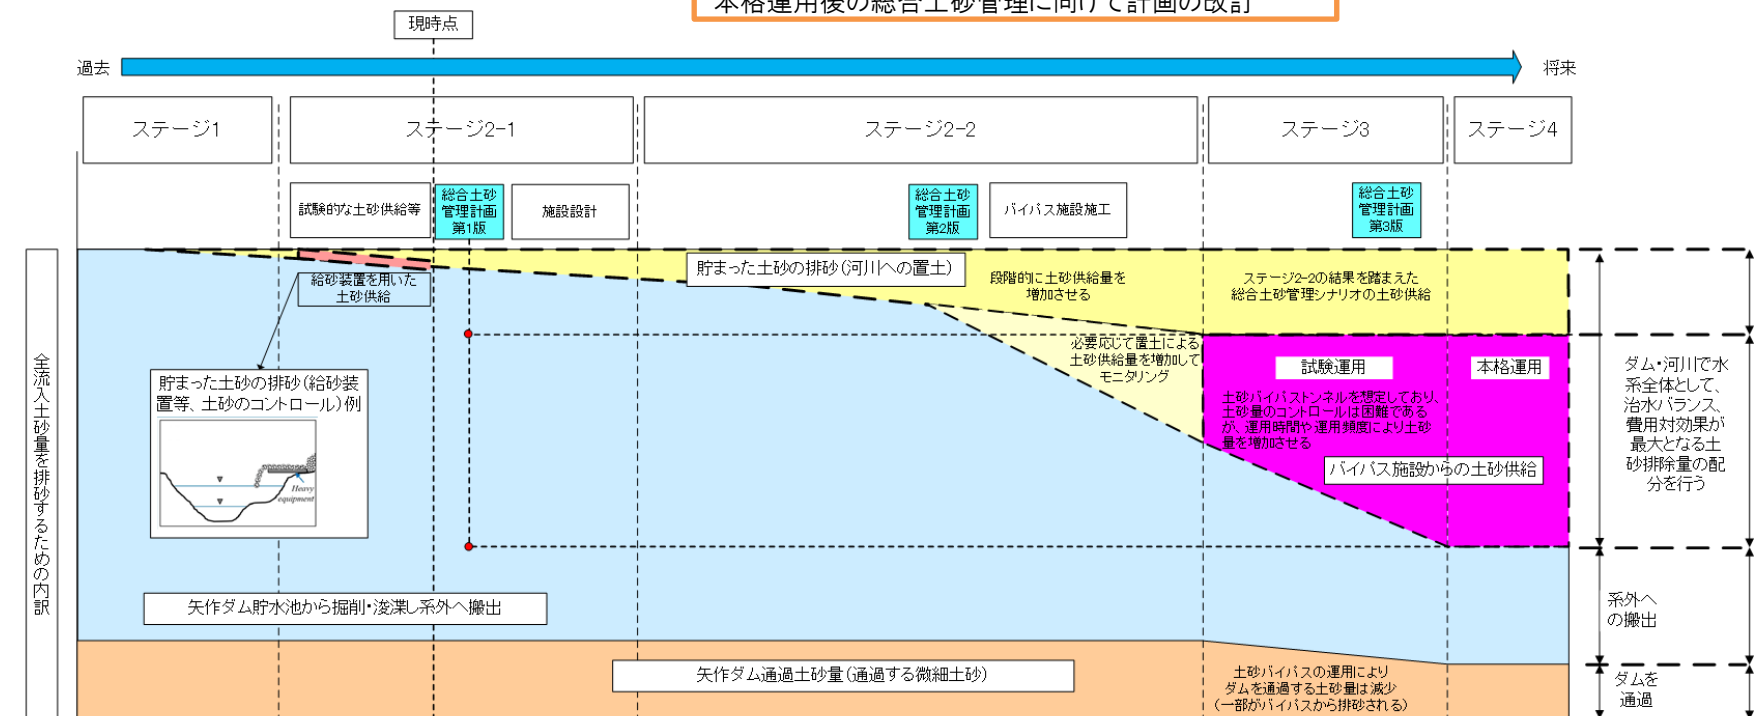 本格運用後の総合土砂管理に向けて計画の改訂
現時点
過去
将来
ステージ1
ステージ2-1
ステージ2-2
ステージ3
ステージ4
試験的な土砂供給等
総合土砂
管理計画
第1版
施設設計
総合土砂
管理計画
第2版
バイパス施設施工
総合土砂
管理計画
第3版
貯まった土砂の排砂(河川への置土)
段階的に土砂供給量を
増加させる
ステージ2-2の結果を踏まえた
総合土砂管理シナリオの土砂供給
給砂装置を用いた
土砂供給
必要応じて置土による
土砂供給量を増加して
モニタリング
試験運用
本格運用
土砂バイパストンネルを想定しており、
土砂量のコントロールは困難である
が、運用時間や運用頻度により土砂
量を増加させる
バイパス施設からの土砂供給
貯まった土砂の排砂(給砂装
置等、土砂のコントロール)例
Heavy
equipment
全流入土砂量を排砂するための内訳
ダム・河川で水
系全体として、
治水バランス、
費用対効果が
最大となる土
砂排除量の配
分を行う
矢作ダム貯水池から掘削・浚渫し系外へ搬出
系外へ
の搬出
矢作ダム通過土砂量(通過する微細土砂)
土砂バイパスの運用により
ダムを通過する土砂量は減少
(一部がバイパスから排砂される)
ダムを
通過